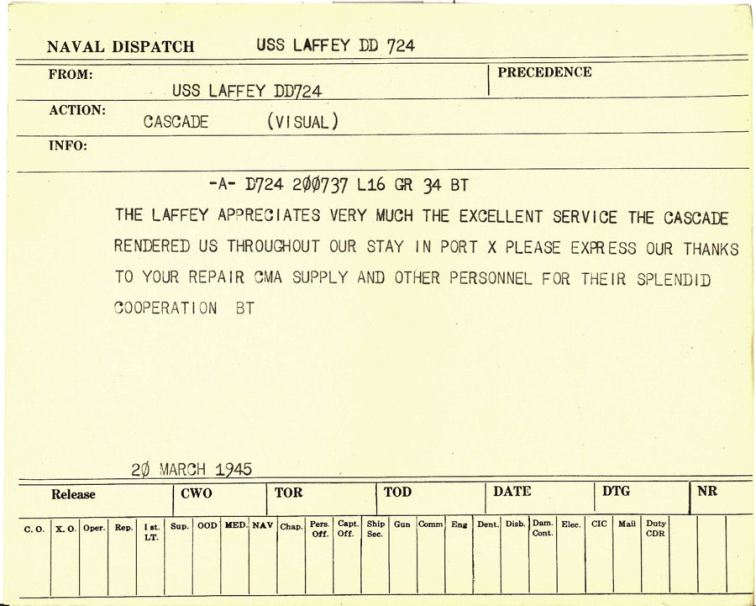 NAVAL DISPATCH USS LAFFEY DD 724
FROM: PRECEDENCE
USS LAFFEY DD724
ACTION:
CASCADE (VISUAL)
INFO:
-A- D724 2ØØ737 L16 GR 34 BT
THE LAFFEY APPRECIATES VERY MUCH THE EXCELLENT SERVICE THE CASCADE
RENDERED US THROUGHOUT OUR STAY IN PORT X PLEASE EXPRESS OUR THANKS
TO YOUR REPAIR CMA SUPPLY AND OTHER PERSONNEL FOR THEIR SPLENDID
COOPERATION BT
2Ø MARCH 1945
Release CWO TOR TOD DATE DTG NR
C. O. X. O. Oper. Rep. 1 st. LT. Sup. OOD MED. NAV Chap. Pers. Off. Capt. Off. Ship Sec. Gun Comm Eng Dent. Disb. Dam. Cont. Elec. CIC Mail Duty CDR